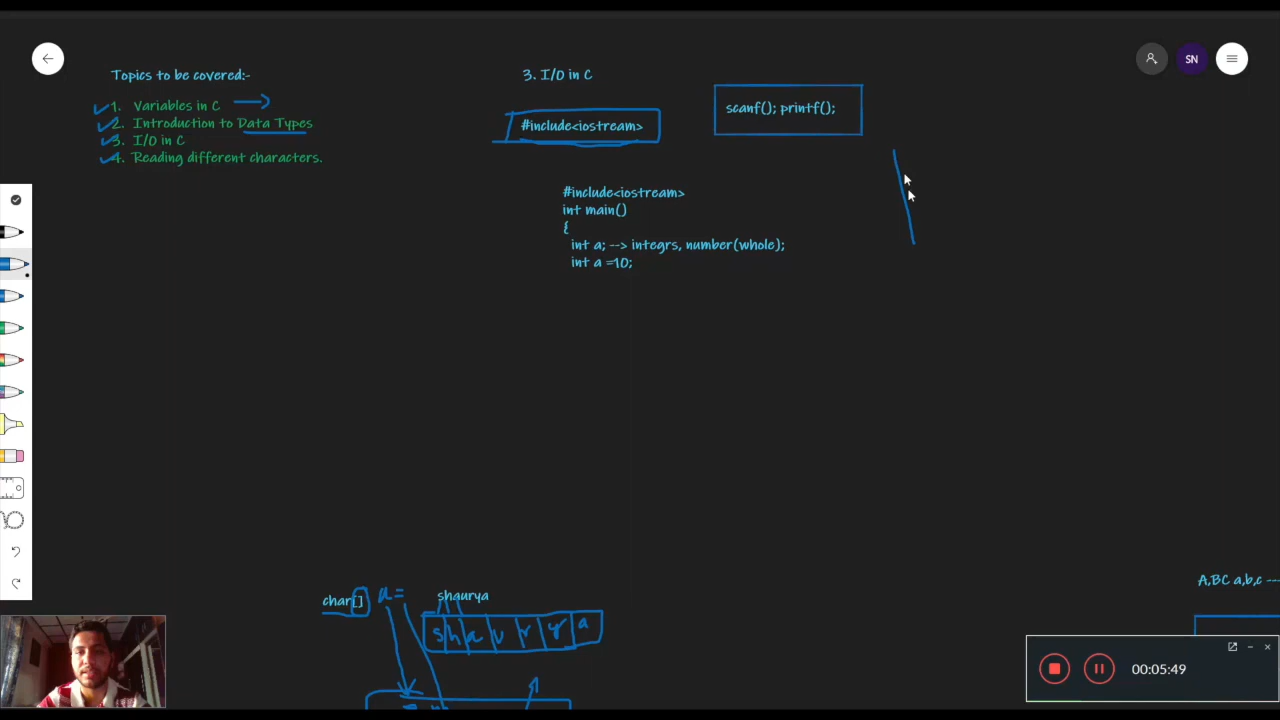 Topics to be covered:-
1. Variables in C
2. Introduction to Data Types
3. I/O in C
4. Reading different characters.
3. I/O in C
#include<iostream>
scanf(); printf();
#include<iostream>
int main()
{
int a; --> integrs, number(whole);
int a =10;
SN
char[] a =
shaurya
s h a u r y a
A,BC a,b,c ---
00:05:49